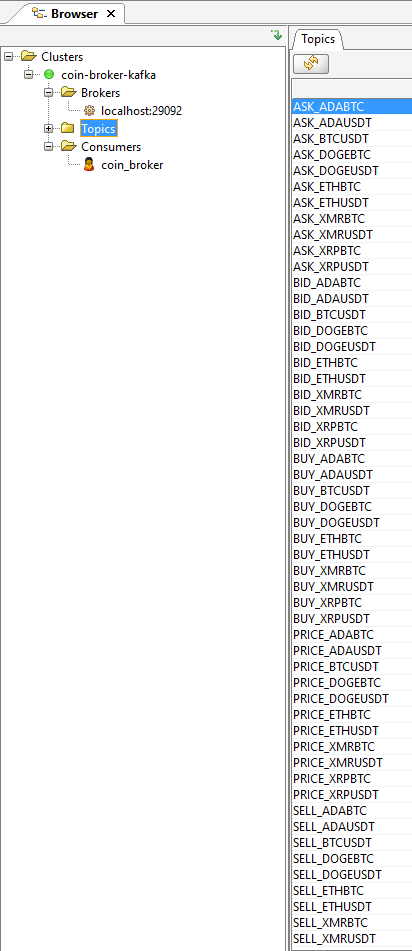 Browser
Clusters
coin-broker-kafka
Brokers
localhost:29092
Topics
Consumers
coin_broker
Topics
ASK_ADABTC
ASK_ADAUSDT
ASK_BTCUSDT
ASK_DOGEBTC
ASK_DOGEUSDT
ASK_ETHBTC
ASK_ETHUSDT
ASK_XMRBTC
ASK_XMRUSDT
ASK_XRPBTC
ASK_XRPUSDT
BID_ADABTC
BID_ADAUSDT
BID_BTCUSDT
BID_DOGEBTC
BID_DOGEUSDT
BID_ETHBTC
BID_ETHUSDT
BID_XMRBTC
BID_XMRUSDT
BID_XRPBTC
BID_XRPUSDT
BUY_ADABTC
BUY_ADAUSDT
BUY_BTCUSDT
BUY_DOGEBTC
BUY_DOGEUSDT
BUY_ETHBTC
BUY_ETHUSDT
BUY_XMRBTC
BUY_XMRUSDT
BUY_XRPBTC
BUY_XRPUSDT
PRICE_ADABTC
PRICE_ADAUSDT
PRICE_BTCUSDT
PRICE_DOGEBTC
PRICE_DOGEUSDT
PRICE_ETHBTC
PRICE_ETHUSDT
PRICE_XMRBTC
PRICE_XMRUSDT
PRICE_XRPBTC
PRICE_XRPUSDT
SELL_ADABTC
SELL_ADAUSDT
SELL_BTCUSDT
SELL_DOGEBTC
SELL_DOGEUSDT
SELL_ETHBTC
SELL_ETHUSDT
SELL_XMRBTC
SELL_XMRUSDT